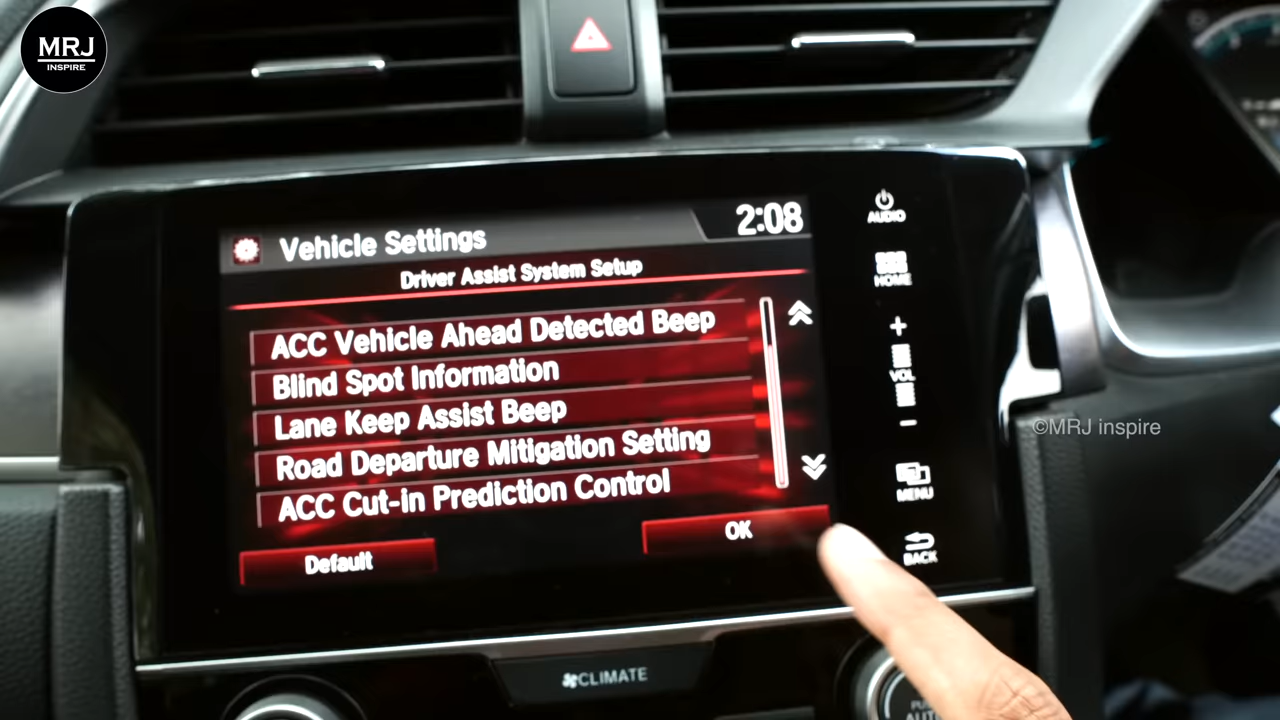 MRJ
INSPIRE
Vehicle Settings
2:08
Driver Assist System Setup
ACC Vehicle Ahead Detected Beep
Blind Spot Information
Lane Keep Assist Beep
Road Departure Mitigation Setting
ACC Cut-in Prediction Control
Default
OK
AUDIO
HOME
+
VOL
−
MENU
BACK
©MRJ inspire
CLIMATE